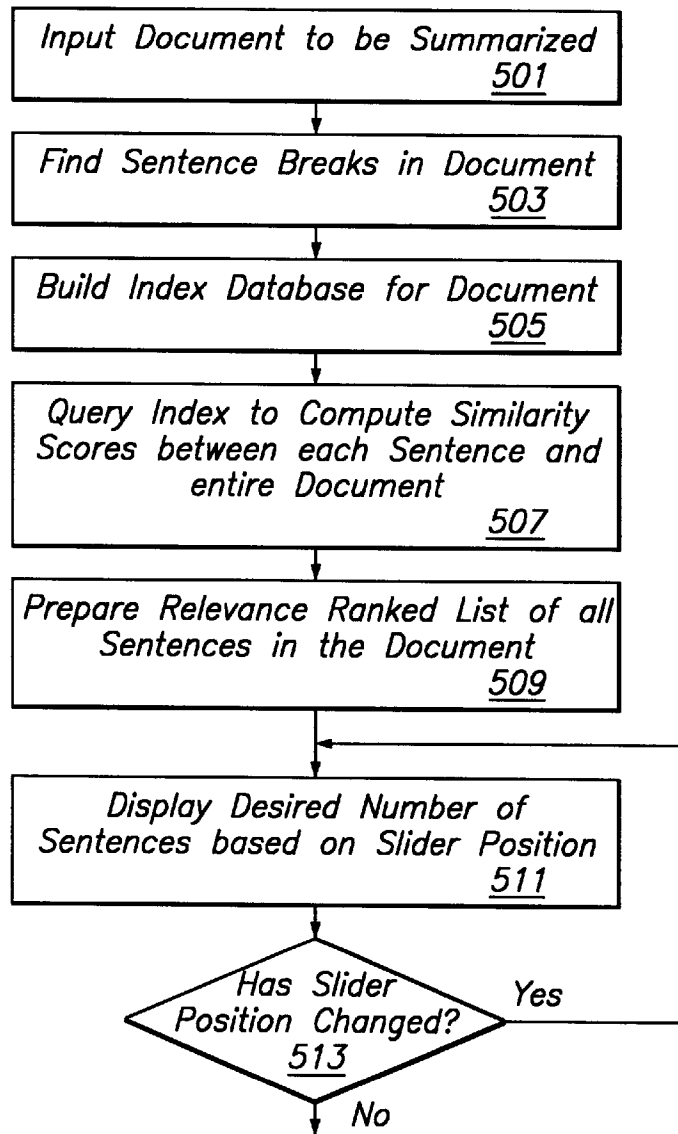 Input Document to be Summarized
501
Find Sentence Breaks in Document
503
Build Index Database for Document
505
Query Index to Compute Similarity
Scores between each Sentence and
entire Document
507
Prepare Relevance Ranked List of all
Sentences in the Document
509
Display Desired Number of
Sentences based on Slider Position
511
Has Slider
Position Changed?
513
Yes
No